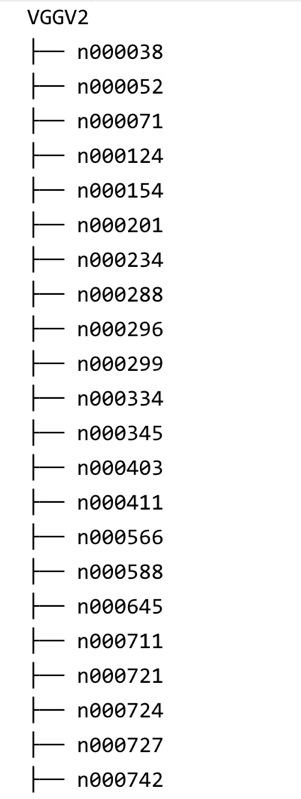 VGGV2
├── n000038
├── n000052
├── n000071
├── n000124
├── n000154
├── n000201
├── n000234
├── n000288
├── n000296
├── n000299
├── n000334
├── n000345
├── n000403
├── n000411
├── n000566
├── n000588
├── n000645
├── n000711
├── n000721
├── n000724
├── n000727
├── n000742